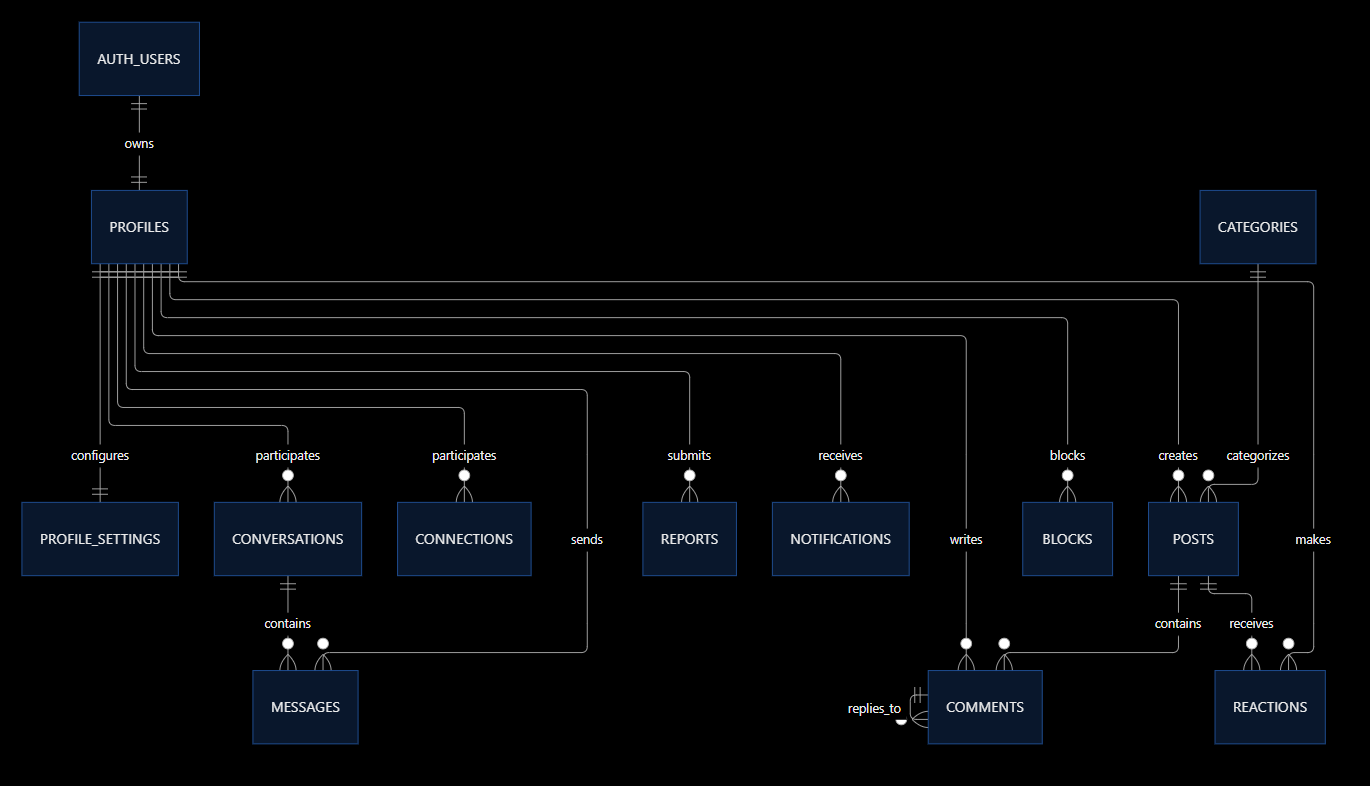 AUTH_USERS
owns
PROFILES
CATEGORIES
configures
participates
participates
submits
receives
blocks
creates
categorizes
PROFILE_SETTINGS
CONVERSATIONS
CONNECTIONS
sends
REPORTS
NOTIFICATIONS
writes
BLOCKS
POSTS
makes
contains
contains
receives
MESSAGES
replies_to
COMMENTS
REACTIONS